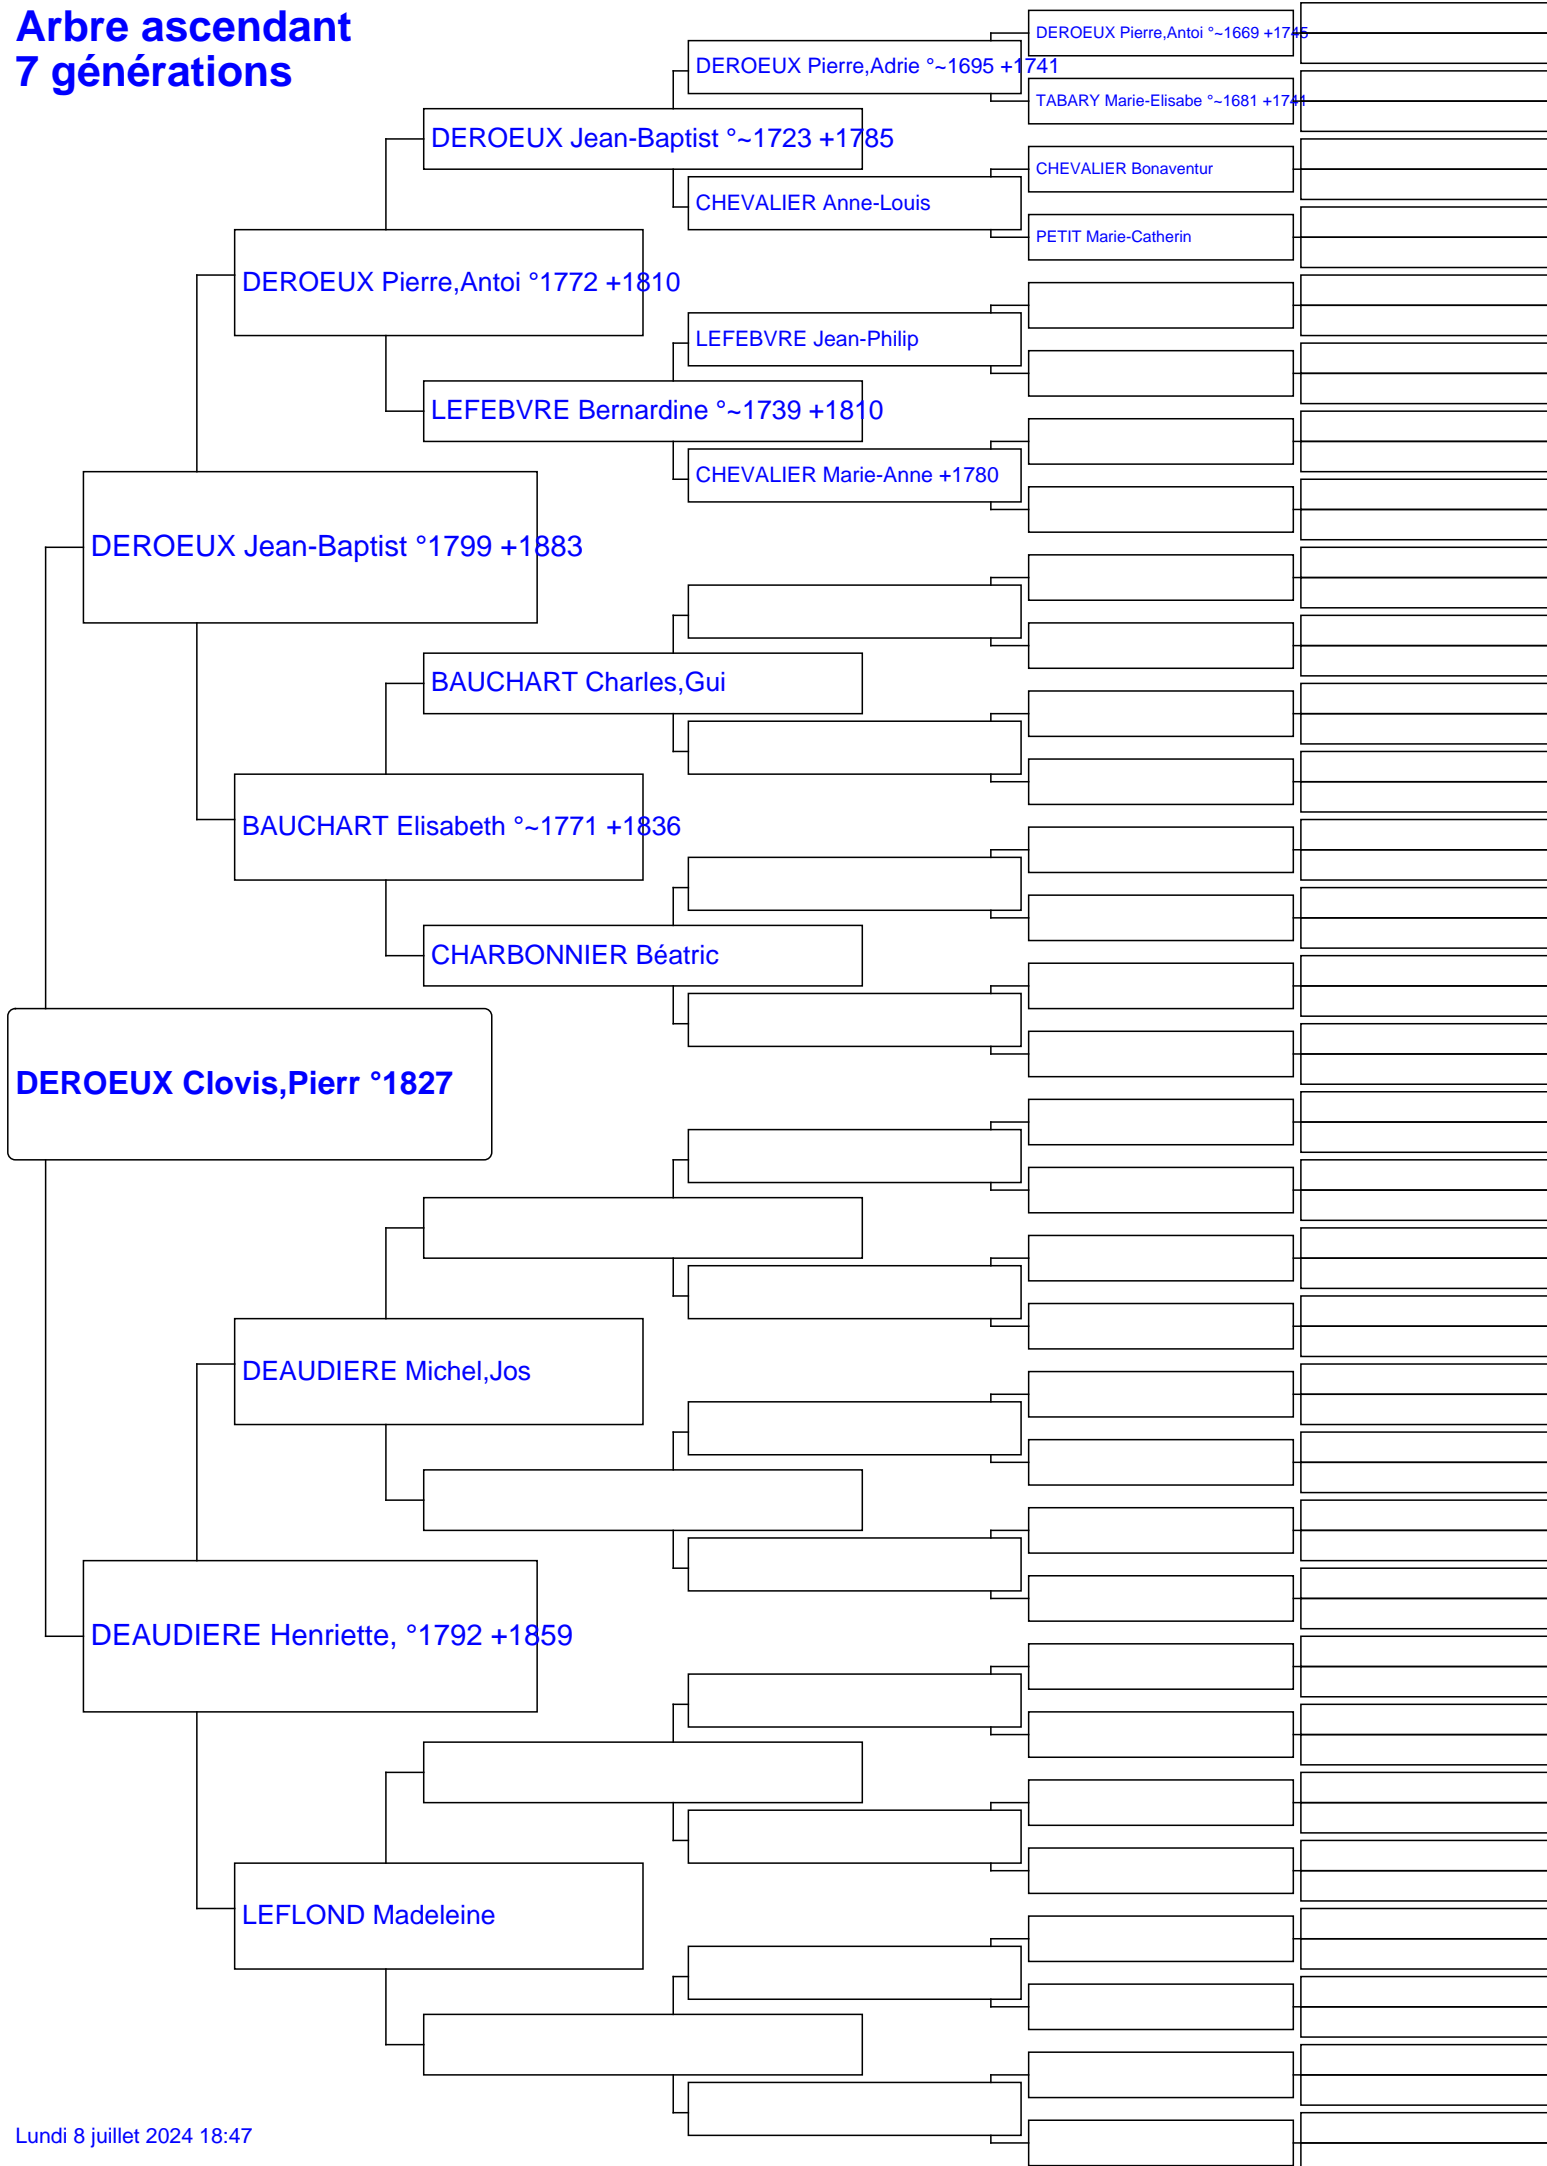 Arbre ascendant
7 générations
DEROEUX Pierre,Antoi °~1669 +1745
DEROEUX Pierre,Adrie °~1695 +1741
TABARY Marie-Elisabe °~1681 +1741
DEROEUX Jean-Baptist °~1723 +1785
CHEVALIER Bonaventur
CHEVALIER Anne-Louis
PETIT Marie-Catherin
DEROEUX Pierre,Antoi °1772 +1810
LEFEBVRE Jean-Philip
LEFEBVRE Bernardine °~1739 +1810
CHEVALIER Marie-Anne +1780
DEROEUX Jean-Baptist °1799 +1883
BAUCHART Charles,Gui
BAUCHART Elisabeth °~1771 +1836
CHARBONNIER Béatric
DEROEUX Clovis,Pierr °1827
DEAUDIERE Michel,Jos
DEAUDIERE Henriette, °1792 +1859
LEFLOND Madeleine
Lundi 8 juillet 2024 18:47